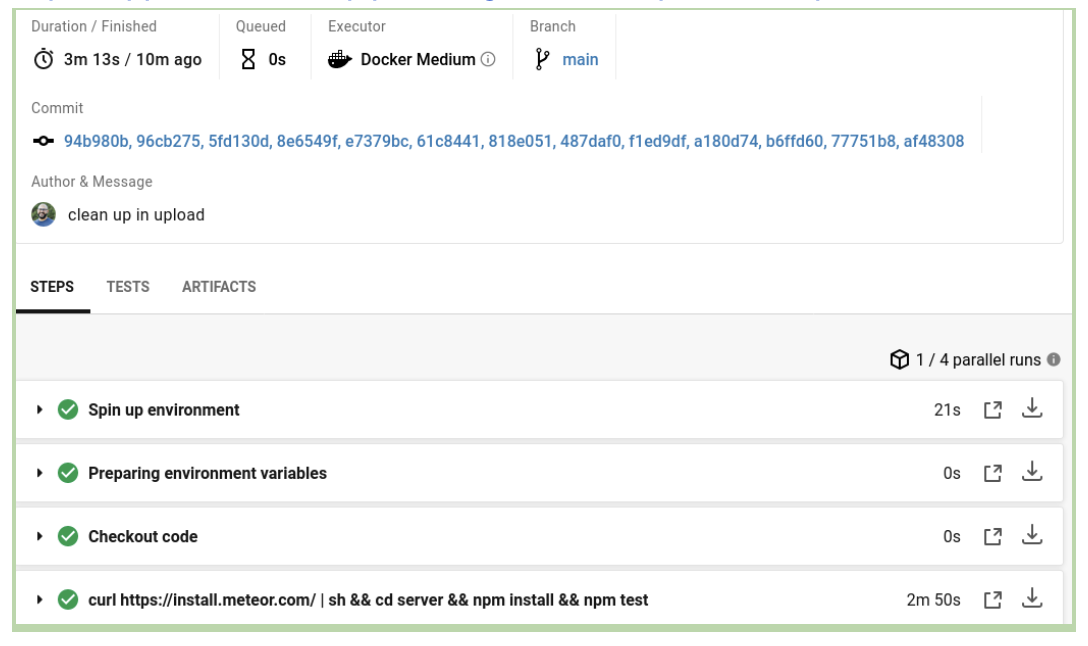 Duration / Finished Queued Executor Branch
3m 13s / 10m ago 0s Docker Medium main
Commit
94b980b, 96cb275, 5fd130d, 8e6549f, e7379bc, 61c8441, 818e051, 487daf0, f1ed9df, a180d74, b6ffd60, 77751b8, af48308
Author & Message
clean up in upload
STEPS TESTS ARTIFACTS
1 / 4 parallel runs
Spin up environment 21s
Preparing environment variables 0s
Checkout code 0s
curl https://install.meteor.com/ | sh && cd server && npm install && npm test 2m 50s